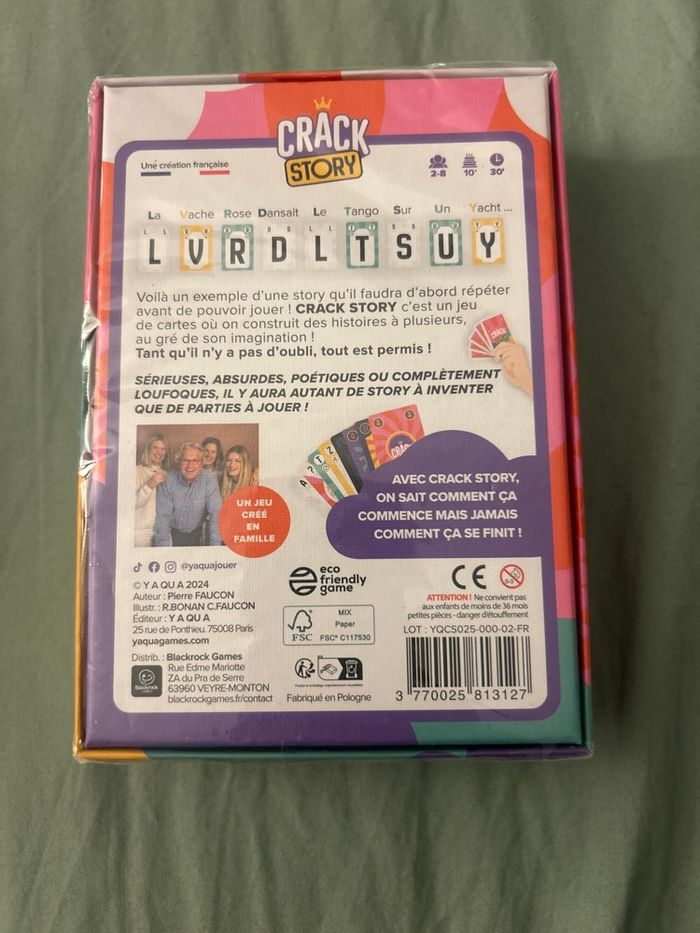 CRACK
STORY
Une création française
2-8 10+ 30'
La Vache Rose Dansait Le Tango Sur Un Yacht ...
L V R D L T S U Y
Voilà un exemple d'une story qu'il faudra d'abord répéter
avant de pouvoir jouer ! CRACK STORY c'est un jeu
de cartes où on construit des histoires à plusieurs,
au gré de son imagination !
Tant qu'il n'y a pas d'oubli, tout est permis !
SÉRIEUSES, ABSURDES, POÉTIQUES OU COMPLÈTEMENT
LOUFOQUES, IL Y AURA AUTANT DE STORY À INVENTER
QUE DE PARTIES À JOUER !
UN JEU
CRÉÉ
EN
FAMILLE
AVEC CRACK STORY,
ON SAIT COMMENT ÇA
COMMENCE MAIS JAMAIS
COMMENT ÇA SE FINIT !
@yaquajouer
© Y A QU A 2024
Auteur : Pierre FAUCON
Illustr. : R.BONAN C.FAUCON
Éditeur : Y A QU A
25 rue de Ponthieu. 75008 Paris
yaquagames.com
Distrib. : Blackrock Games
Rue Edme Mariotte
ZA du Pra de Serre
63960 VEYRE-MONTON
blackrockgames.fr/contact
Blackrock
eco
friendly
game
FSC
MIX
Paper
FSC® C117530
Fabriqué en Pologne
CE
0-3
ATTENTION ! Ne convient pas
aux enfants de moins de 36 mois
petites pièces - danger d'étouffement
LOT : YQCS025-000-02-FR
3 770025 813127